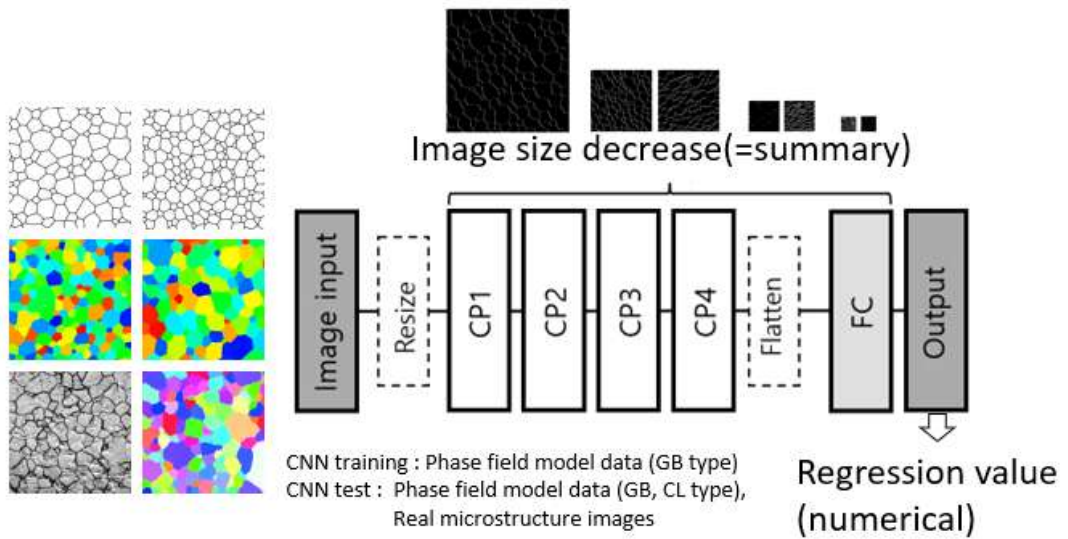 Image size decrease(=summary)
Image input
Resize
CP1
CP2
CP3
CP4
Flatten
FC
Output
CNN training : Phase field model data (GB type)
CNN test : Phase field model data (GB, CL type),
Real microstructure images
Regression value
(numerical)